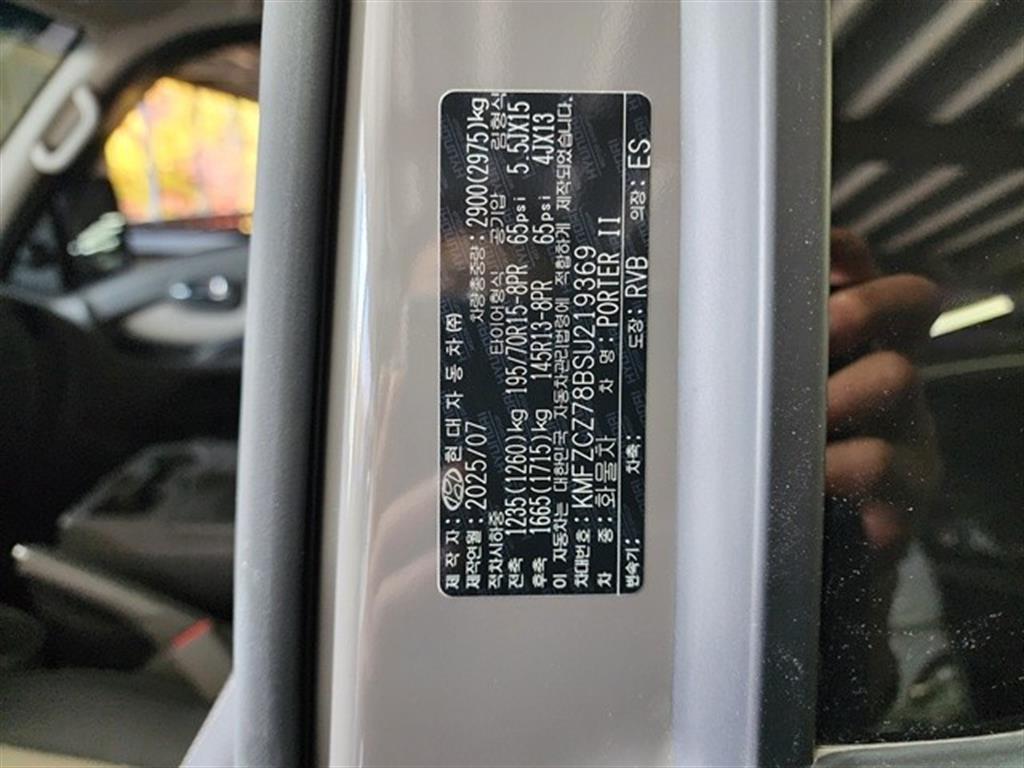 제 작 자 : 현 대 자 동 차 ㈜
제작연월 : 2025/07 차량총중량 : 2900(2975)kg
적차시하중 타이어형식 공기압 림형식
전축 1235(1260)kg 195/70R15-8PR 65psi 5.5JX15
후축 1665(1715)kg 145R13-8PR 65psi 4JX13
이 자동차는 대한민국 자동차관리법령에 적합하게 제작되었습니다.
차대번호 : KMFZCZ78BSU219369
차 종 : 화물차 차 명 : PORTER II
변속기 : 차축 : 도장 : RWB 의장 : ES